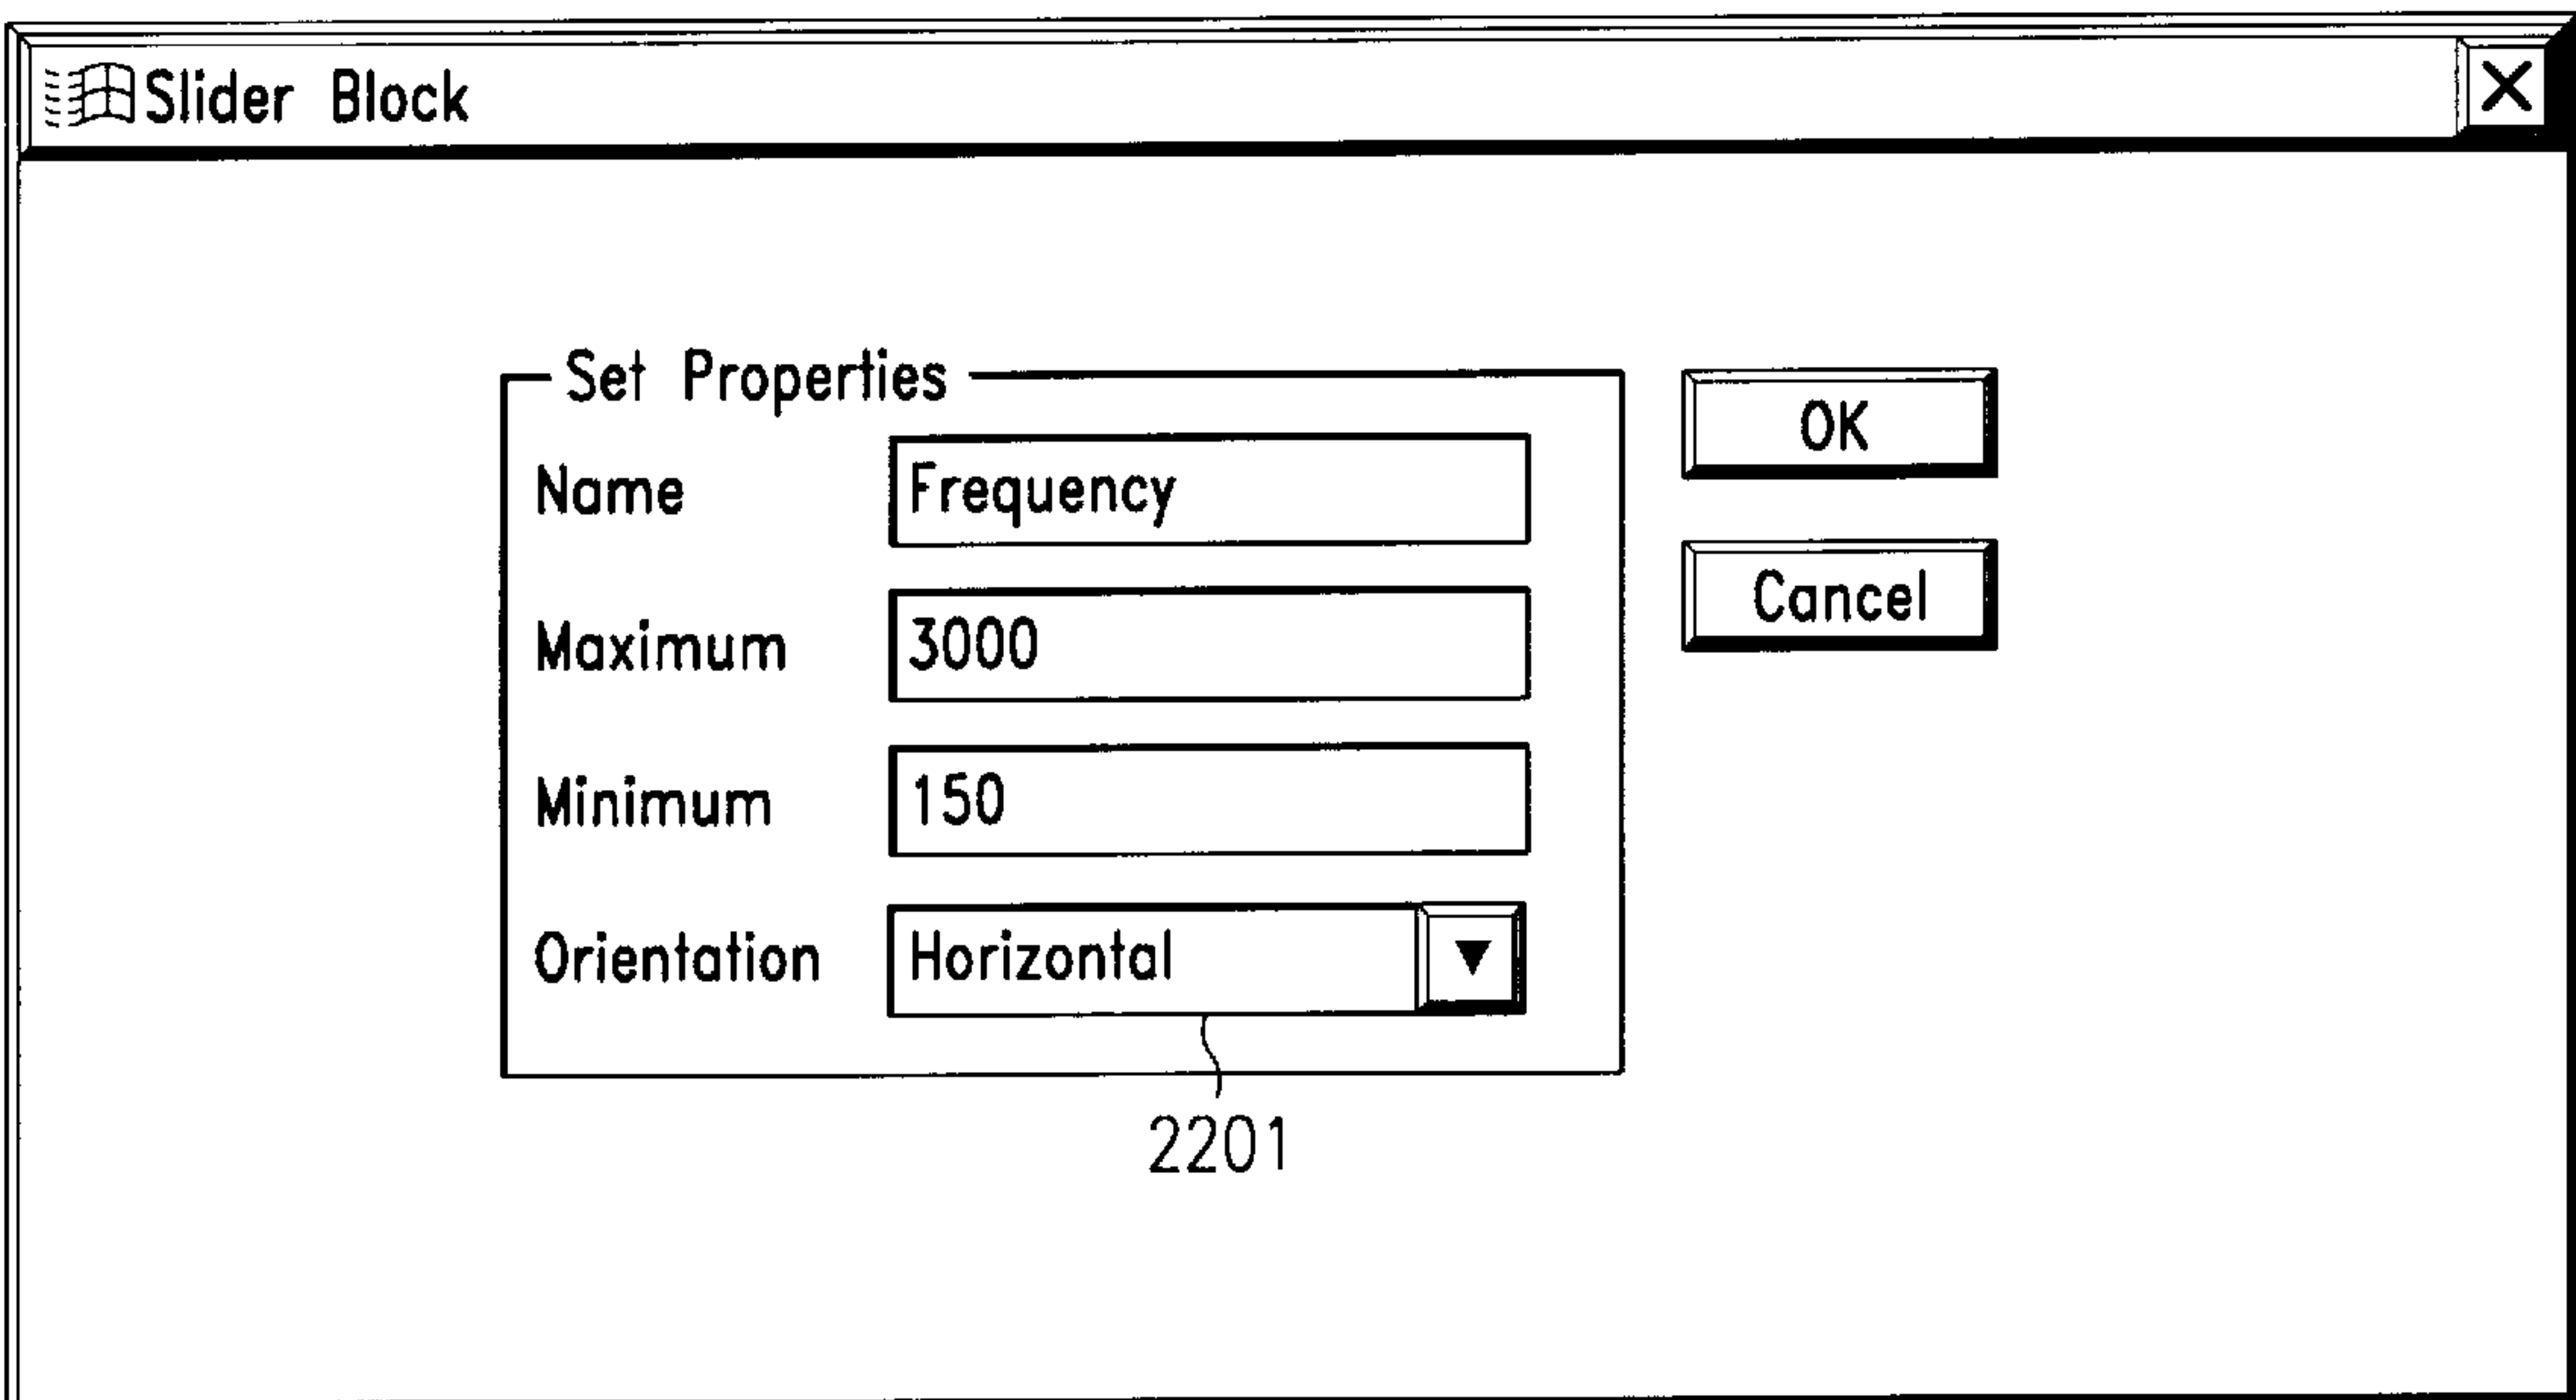 Slider Block
Set Properties
Name Frequency
Maximum 3000
Minimum 150
Orientation Horizontal
OK
Cancel
2201